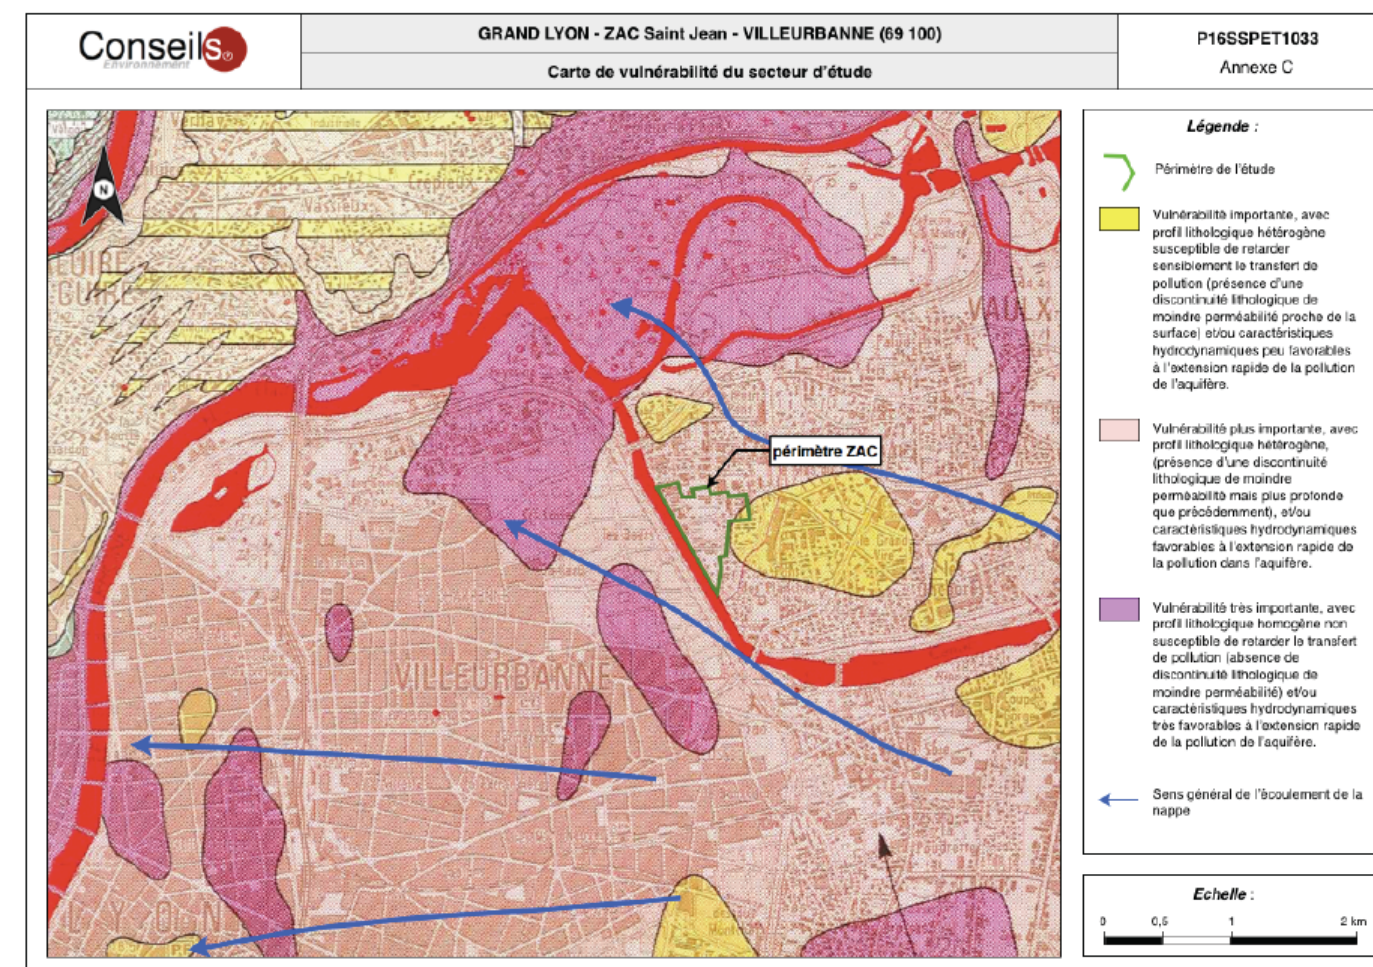 Conseils
Environnement
GRAND LYON - ZAC Saint Jean - VILLEURBANNE (69 100)
Carte de vulnérabilité du secteur d'étude
P16SSPET1033
Annexe C
Vassieux
Crépieux
VAULX
périmètre ZAC
VILLEURBANNE
LYON
Légende :
Périmètre de l'étude
Vulnérabilité importante, avec
profil lithologique hétérogène
susceptible de retarder
sensiblement le transfert de
pollution (présence d'une
discontinuité lithologique de
moindre perméabilité proche de la
surface) et/ou caractéristiques
hydrodynamiques peu favorables
à l'extension rapide de la pollution
de l'aquifère.
Vulnérabilité plus importante, avec
profil lithologique hétérogène,
(présence d'une discontinuité
lithologique de moindre
perméabilité mais plus profonde
que précédemment), et/ou
caractéristiques hydrodynamiques
favorables à l'extension rapide de
la pollution dans l'aquifère.
Vulnérabilité très importante, avec
profil lithologique homogène non
susceptible de retarder le transfert
de pollution (absence de
discontinuité lithologique de
moindre perméabilité) et/ou
caractéristiques hydrodynamiques
très favorables à l'extension rapide
de la pollution de l'aquifère.
Sens général de l'écoulement de la
nappe
Echelle :
0 0,5 1 2 km
N